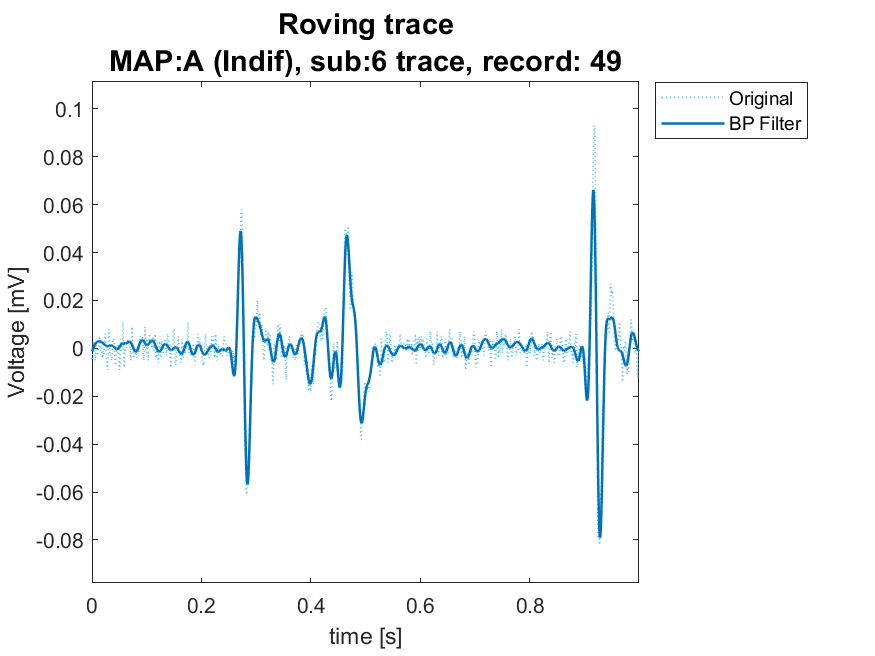 Roving trace
MAP:A (Indif), sub:6 trace, record: 49
Original
BP Filter
0.1
0.08
0.06
0.04
0.02
0
-0.02
-0.04
-0.06
-0.08
Voltage [mV]
0
0.2
0.4
0.6
0.8
time [s]